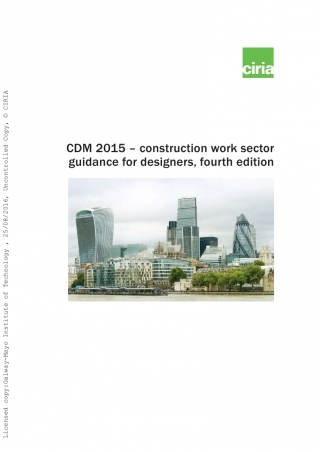 ciria
CDM 2015 – construction work sector
guidance for designers, fourth edition
Licensed copy:Galway-Mayo Institute of Technology , 25/08/2016, Uncontrolled Copy, © CIRIA